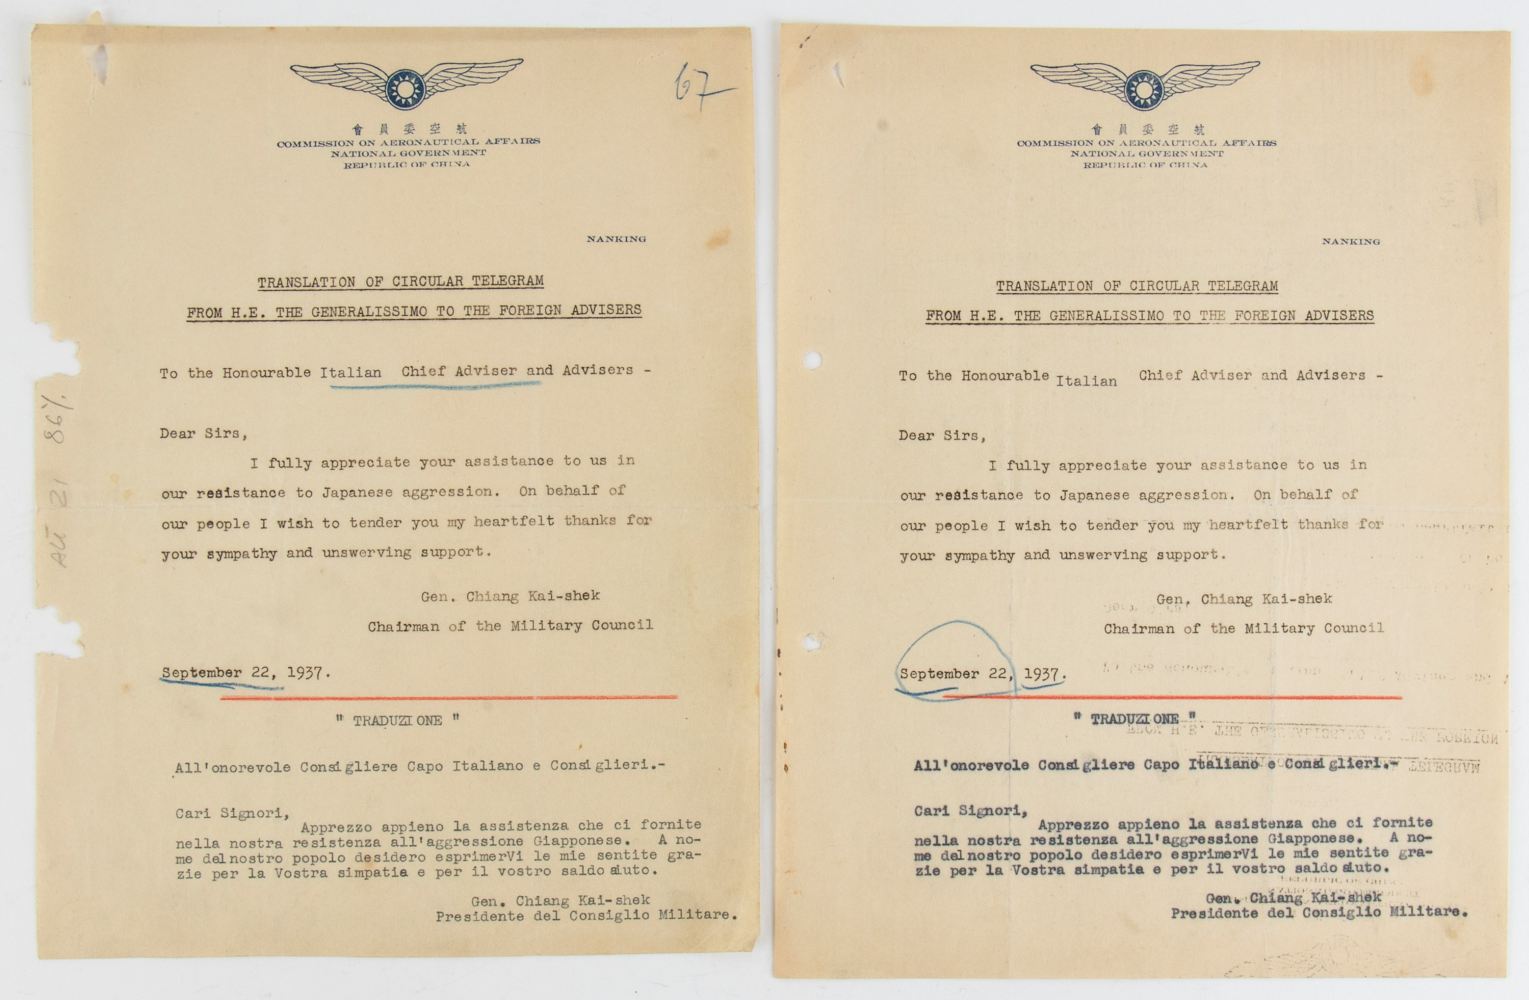 67
會員委空航
COMMISSION ON AERONAUTICAL AFFAIRS
NATIONAL GOVERNMENT
REPUBLIC OF CHINA
NANKING
TRANSLATION OF CIRCULAR TELEGRAM
FROM H.E. THE GENERALISSIMO TO THE FOREIGN ADVISERS
To the Honourable Italian Chief Adviser and Advisers -
Dear Sirs,
I fully appreciate your assistance to us in
our resistance to Japanese aggression. On behalf of
our people I wish to tender you my heartfelt thanks for
your sympathy and unswerving support.
Gen. Chiang Kai-shek
Chairman of the Military Council
September 22, 1937.
" TRADUZIONE "
All'onorevole Consigliere Capo Italiano e Consiglieri.-
Cari Signori,
Apprezzo appieno la assistenza che ci fornite
nella nostra resistenza all'aggressione Giapponese. A no-
me del nostro popolo desidero esprimerVi le mie sentite gra-
zie per la Vostra simpatia e per il vostro saldo aiuto.
Gen. Chiang Kai-shek
Presidente del Consiglio Militare.
會員委空航
COMMISSION ON AERONAUTICAL AFFAIRS
NATIONAL GOVERNMENT
REPUBLIC OF CHINA
NANKING
TRANSLATION OF CIRCULAR TELEGRAM
FROM H.E. THE GENERALISSIMO TO THE FOREIGN ADVISERS
To the Honourable Italian Chief Adviser and Advisers -
Dear Sirs,
I fully appreciate your assistance to us in
our resistance to Japanese aggression. On behalf of
our people I wish to tender you my heartfelt thanks for
your sympathy and unswerving support.
Gen. Chiang Kai-shek
Chairman of the Military Council
September 22, 1937.
" TRADUZIONE "
All'onorevole Consigliere Capo Italiano e Consiglieri.-
Cari Signori,
Apprezzo appieno la assistenza che ci fornite
nella nostra resistenza all'aggressione Giapponese. A no-
me del nostro popolo desidero esprimerVi le mie sentite gra-
zie per la Vostra simpatia e per il vostro saldo aiuto.
Gen. Chiang Kai-shek
Presidente del Consiglio Militare.